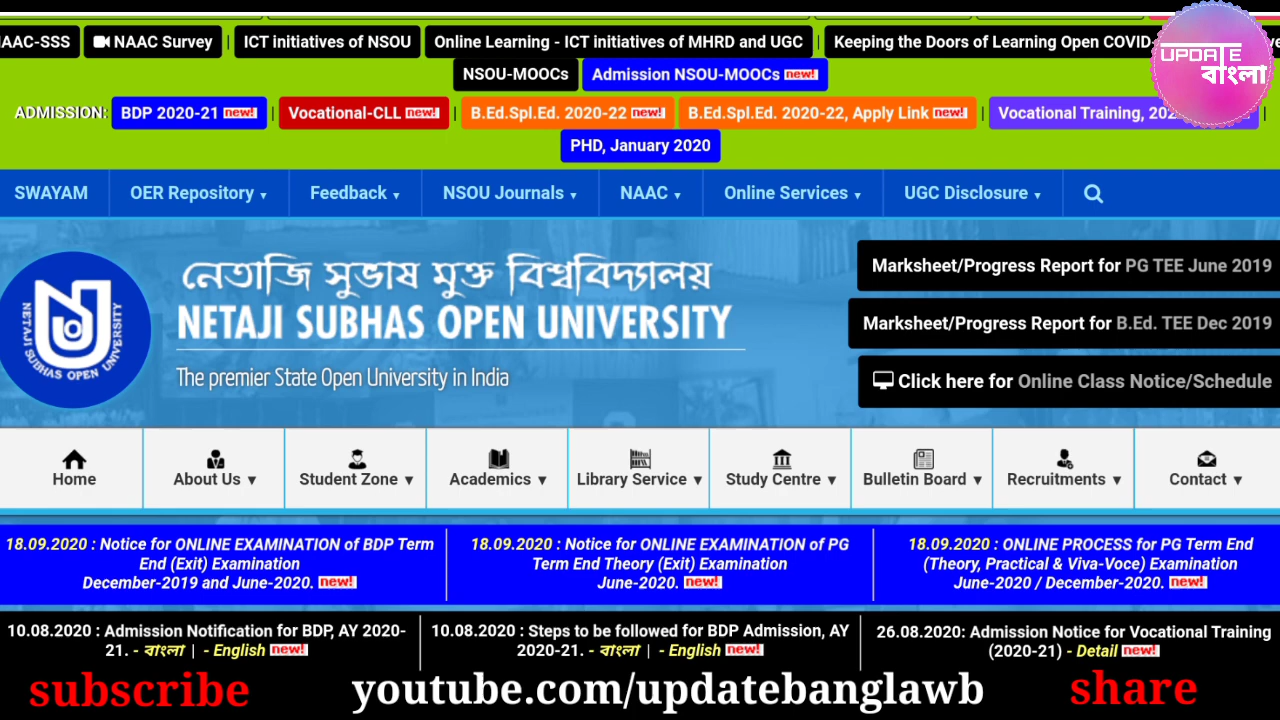 NAAC-SSS NAAC Survey | ICT initiatives of NSOU Online Learning - ICT initiatives of MHRD and UGC | Keeping the Doors of Learning Open COVID-
UPDATE
বাংলা
NSOU-MOOCs Admission NSOU-MOOCs new!
ADMISSION: BDP 2020-21 new! | Vocational-CLL new! | B.Ed.Spl.Ed. 2020-22 new! B.Ed.Spl.Ed. 2020-22, Apply Link new! | Vocational Training, |
PHD, January 2020
SWAYAM OER Repository ▼ Feedback ▼ NSOU Journals ▼ NAAC ▼ Online Services ▼ UGC Disclosure ▼
নেতাজি সুভাষ মুক্ত বিশ্ববিদ্যালয়
NETAJI SUBHAS OPEN UNIVERSITY
The premier State Open University in India
NETAJI SUBHAS OPEN UNIVERSITY
Marksheet/Progress Report for PG TEE June 2019
Marksheet/Progress Report for B.Ed. TEE Dec 2019
Click here for Online Class Notice/Schedule
Home About Us ▼ Student Zone ▼ Academics ▼ Library Service ▼ Study Centre ▼ Bulletin Board ▼ Recruitments ▼ Contact ▼
18.09.2020 : Notice for ONLINE EXAMINATION of BDP Term
End (Exit) Examination
December-2019 and June-2020. new!
18.09.2020 : Notice for ONLINE EXAMINATION of PG
Term End Theory (Exit) Examination
June-2020. new!
18.09.2020 : ONLINE PROCESS for PG Term End
(Theory, Practical & Viva-Voce) Examination
June-2020 / December-2020. new!
10.08.2020 : Admission Notification for BDP, AY 2020-
21. - বাংলা | - English new!
10.08.2020 : Steps to be followed for BDP Admission, AY
2020-21. - বাংলা | - English new!
26.08.2020: Admission Notice for Vocational Training
(2020-21) - Detail new!
subscribe youtube.com/updatebanglawb share